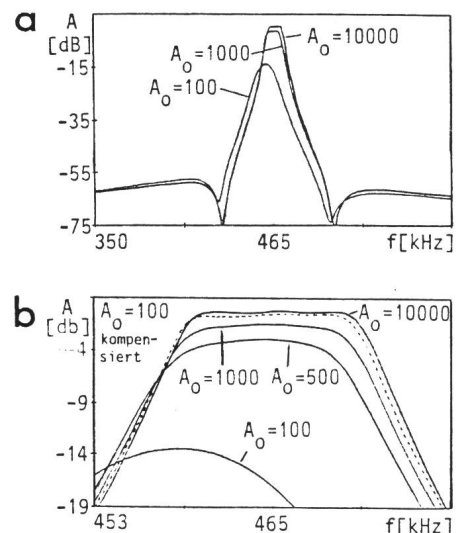 a
A
[dB]
-15
-35
-55
-75
A₀=10000
A₀=1000
A₀=100
350
465
f[kHz]
b
A
[db]
-4
-9
-14
-19
A₀=100
kompen-
siert
A₀=10000
A₀=1000
A₀=500
A₀=100
453
465
f[kHz]